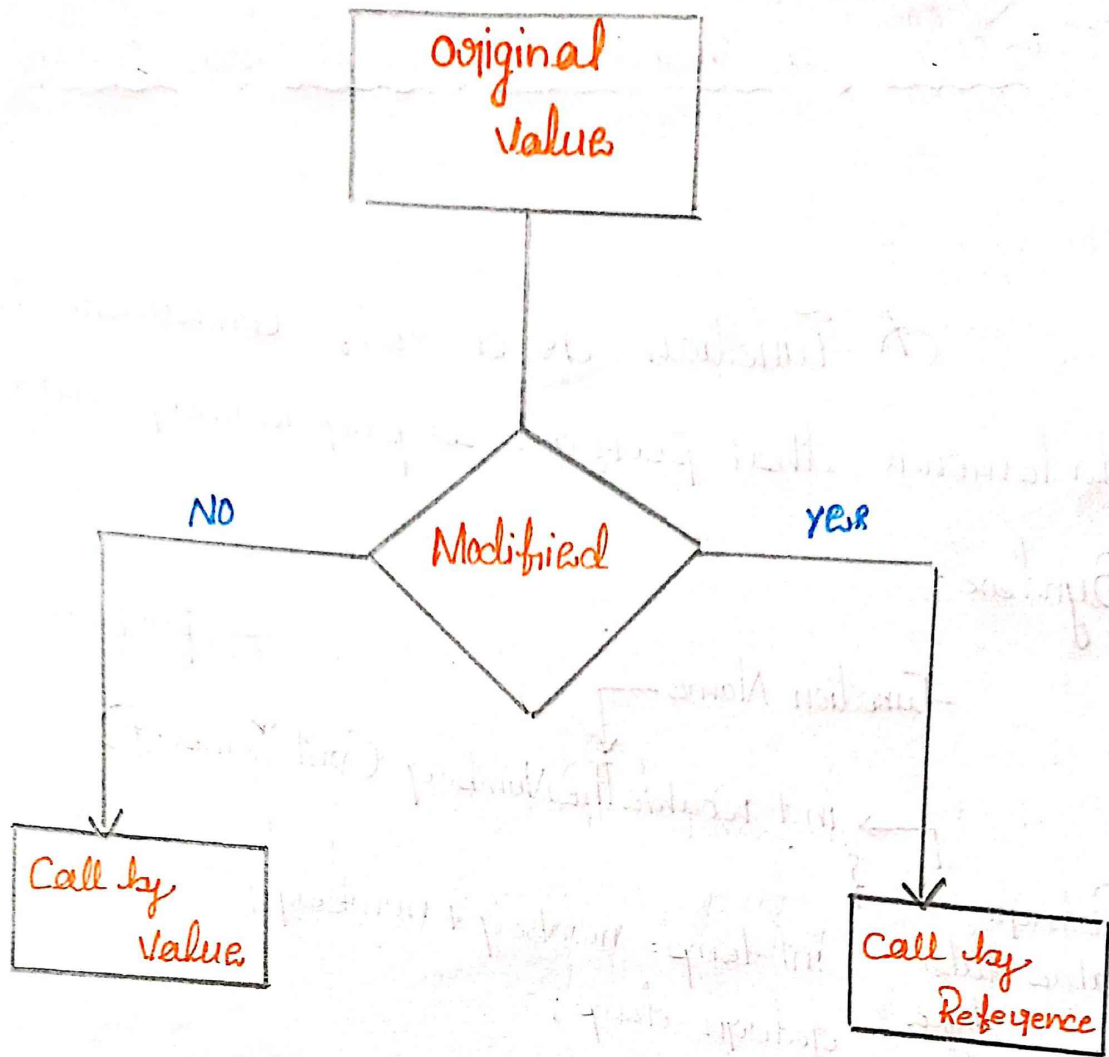 Original
Value
NO
Modified
YES
Call by
Value
Call by
Reference